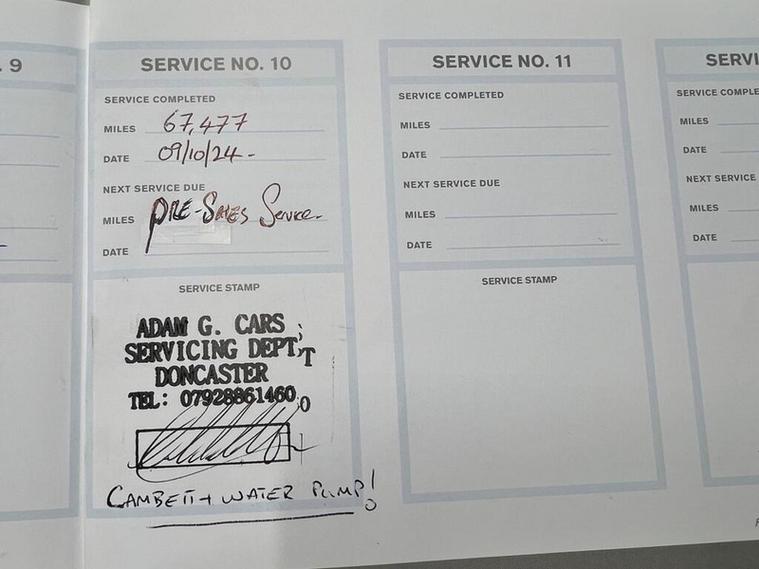 . 9
SERVICE NO. 10
SERVICE COMPLETED
MILES 67,477
DATE 09/10/24-
NEXT SERVICE DUE
MILES PRE-SALES Service.
DATE
SERVICE STAMP
ADAM G. CARS ;
SERVICING DEPT,T
DONCASTER
TEL: 07928861460,0
CAMBELT + WATER PUMP!
SERVICE NO. 11
SERVICE COMPLETED
MILES
DATE
NEXT SERVICE DUE
MILES
DATE
SERVICE STAMP
SERVI
SERVICE COMPLE
MILES
DATE
NEXT SERVICE
MILES
DATE